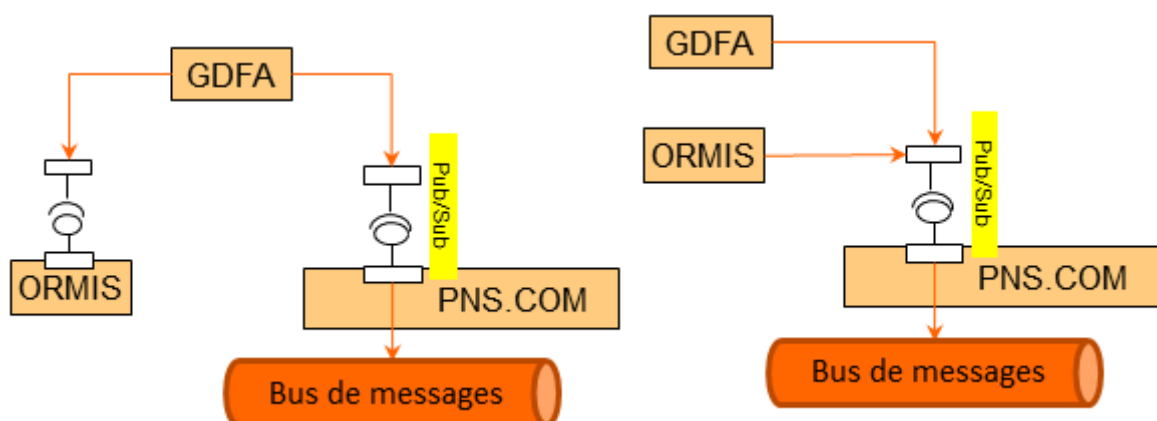 GDFA
Pub/Sub
ORMIS
PNS.COM
Bus de messages
GDFA
ORMIS
Pub/Sub
PNS.COM
Bus de messages